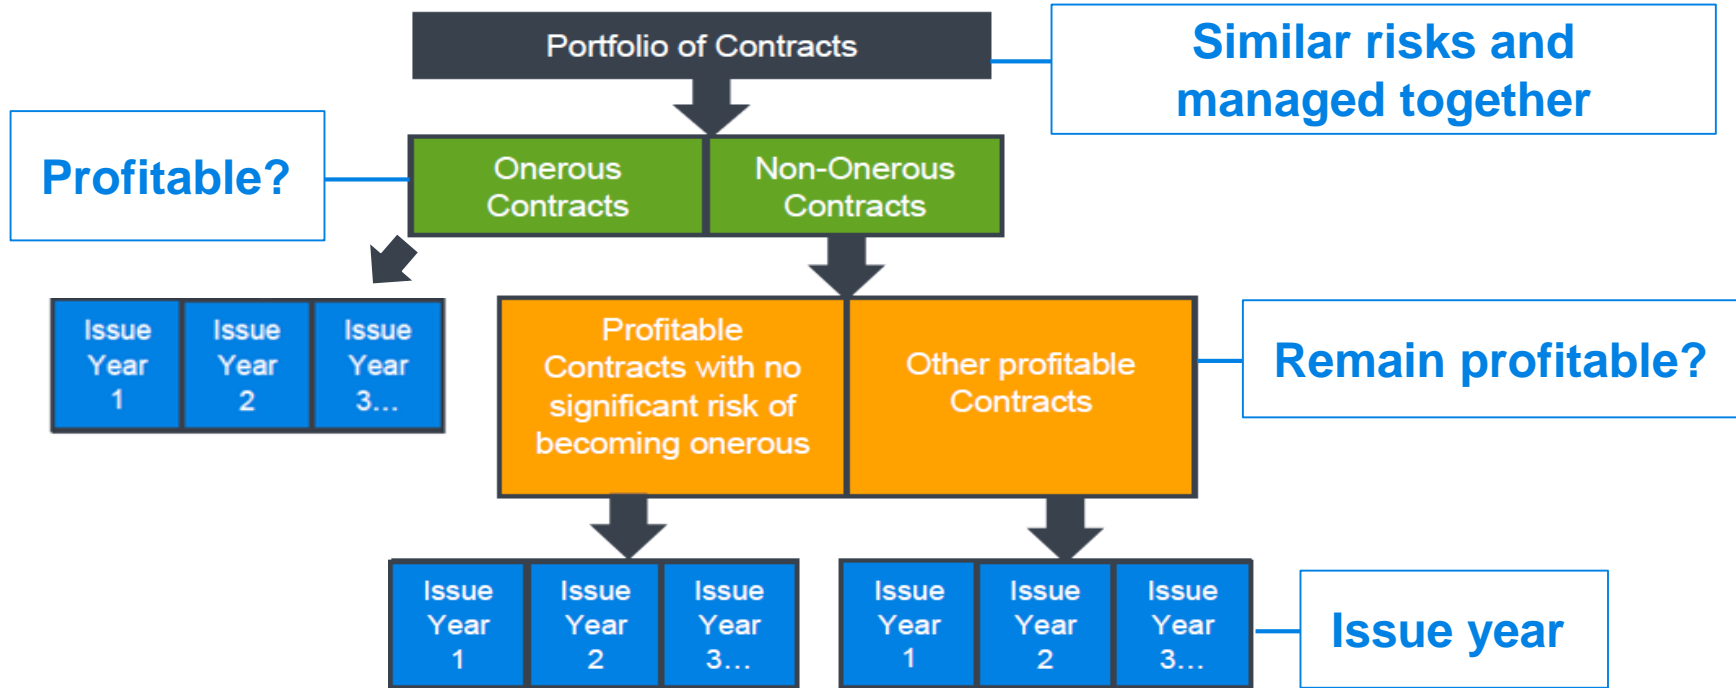 Portfolio of Contracts
Similar risks and
managed together
Profitable?
Onerous
Contracts
Non-Onerous
Contracts
Issue
Year
1
Issue
Year
2
Issue
Year
3...
Profitable
Contracts with no
significant risk of
becoming onerous
Other profitable
Contracts
Remain profitable?
Issue
Year
1
Issue
Year
2
Issue
Year
3...
Issue
Year
1
Issue
Year
2
Issue
Year
3...
Issue year